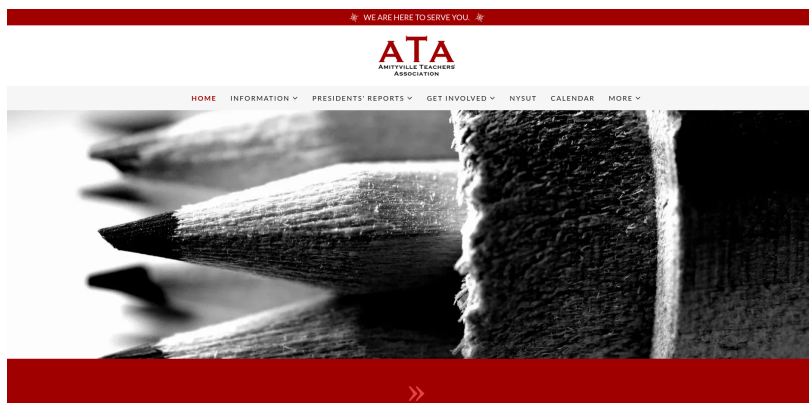 WE ARE HERE TO SERVE YOU.
ATA
AMITYVILLE TEACHERS'
ASSOCIATION
HOME INFORMATION PRESIDENTS' REPORTS GET INVOLVED NYSUT CALENDAR MORE